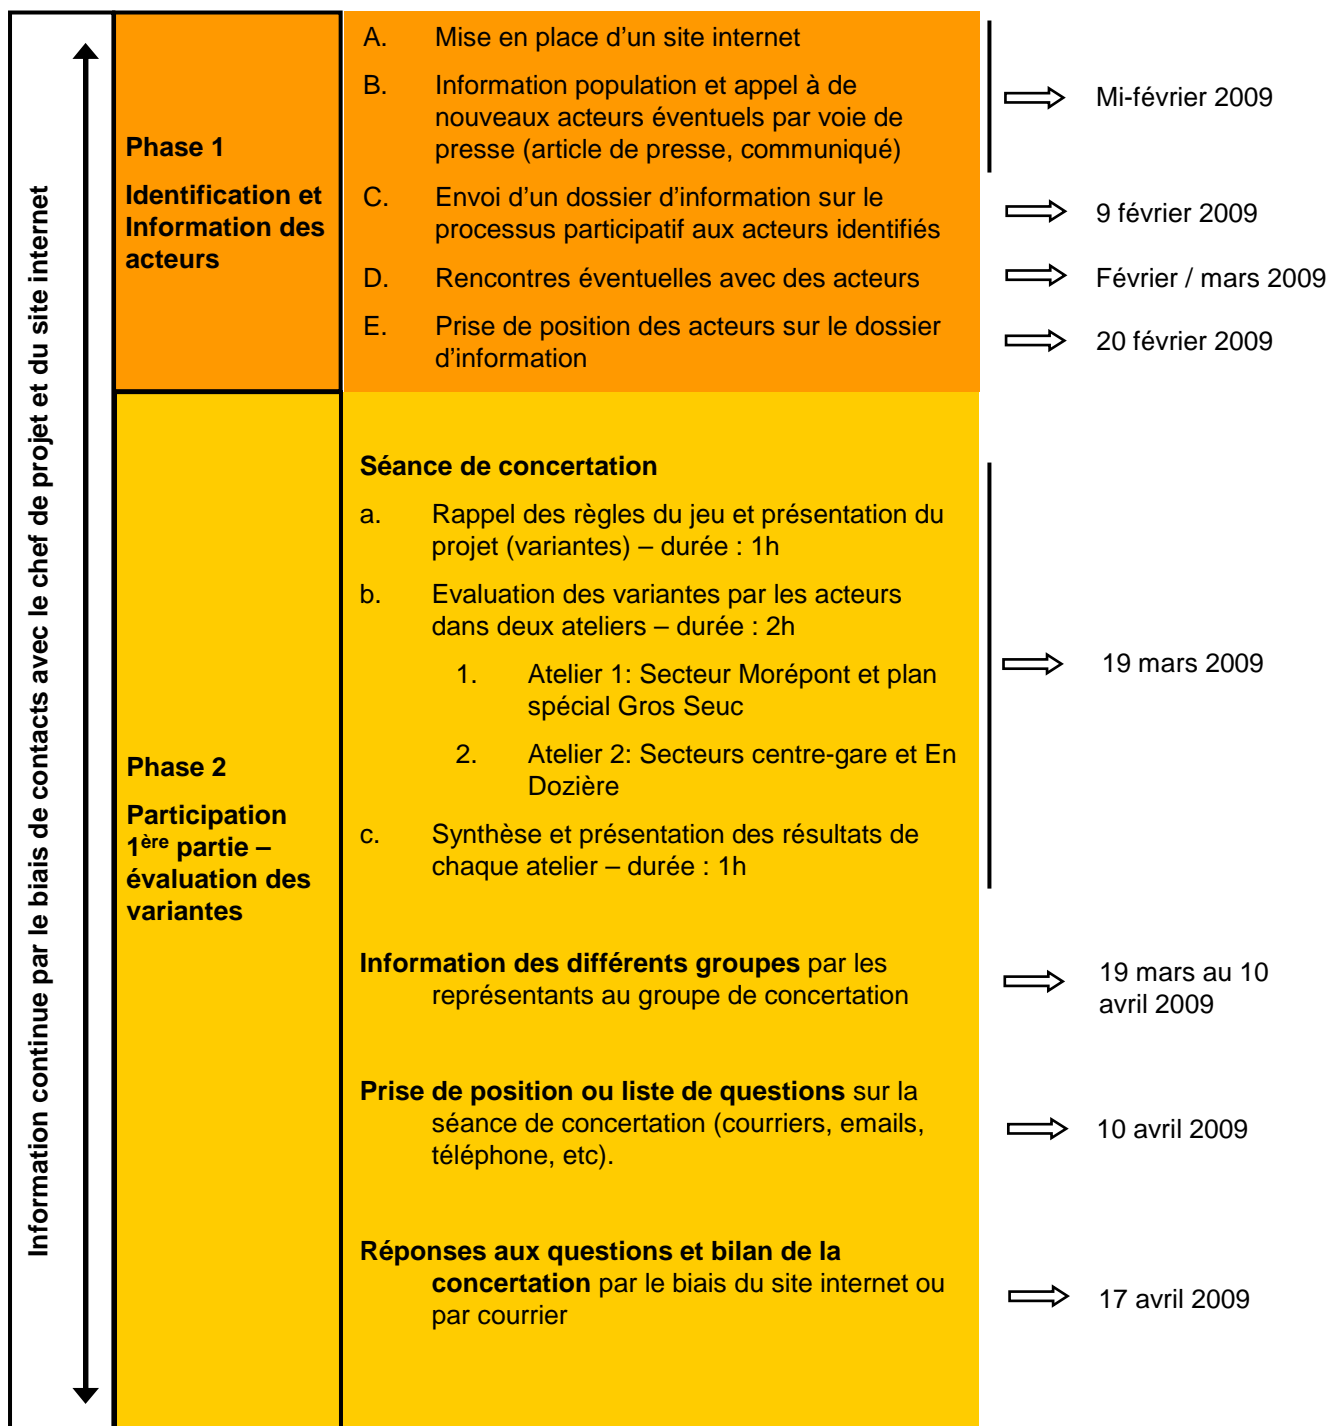 Information continue par le biais de contacts avec le chef de projet et du site internet
Phase 1
Identification et
Information des
acteurs
A. Mise en place d’un site internet
B. Information population et appel à de
nouveaux acteurs éventuels par voie de
presse (article de presse, communiqué)
Mi-février 2009
C. Envoi d’un dossier d’information sur le
processus participatif aux acteurs identifiés
9 février 2009
D. Rencontres éventuelles avec des acteurs
Février / mars 2009
E. Prise de position des acteurs sur le dossier
d’information
20 février 2009
Phase 2
Participation
1ère partie –
évaluation des
variantes
Séance de concertation
a. Rappel des règles du jeu et présentation du
projet (variantes) – durée : 1h
b. Evaluation des variantes par les acteurs
dans deux ateliers – durée : 2h
1. Atelier 1: Secteur Morépont et plan
spécial Gros Seuc
2. Atelier 2: Secteurs centre-gare et En
Dozière
c. Synthèse et présentation des résultats de
chaque atelier – durée : 1h
19 mars 2009
Information des différents groupes par les
représentants au groupe de concertation
19 mars au 10
avril 2009
Prise de position ou liste de questions sur la
séance de concertation (courriers, emails,
téléphone, etc).
10 avril 2009
Réponses aux questions et bilan de la
concertation par le biais du site internet ou
par courrier
17 avril 2009